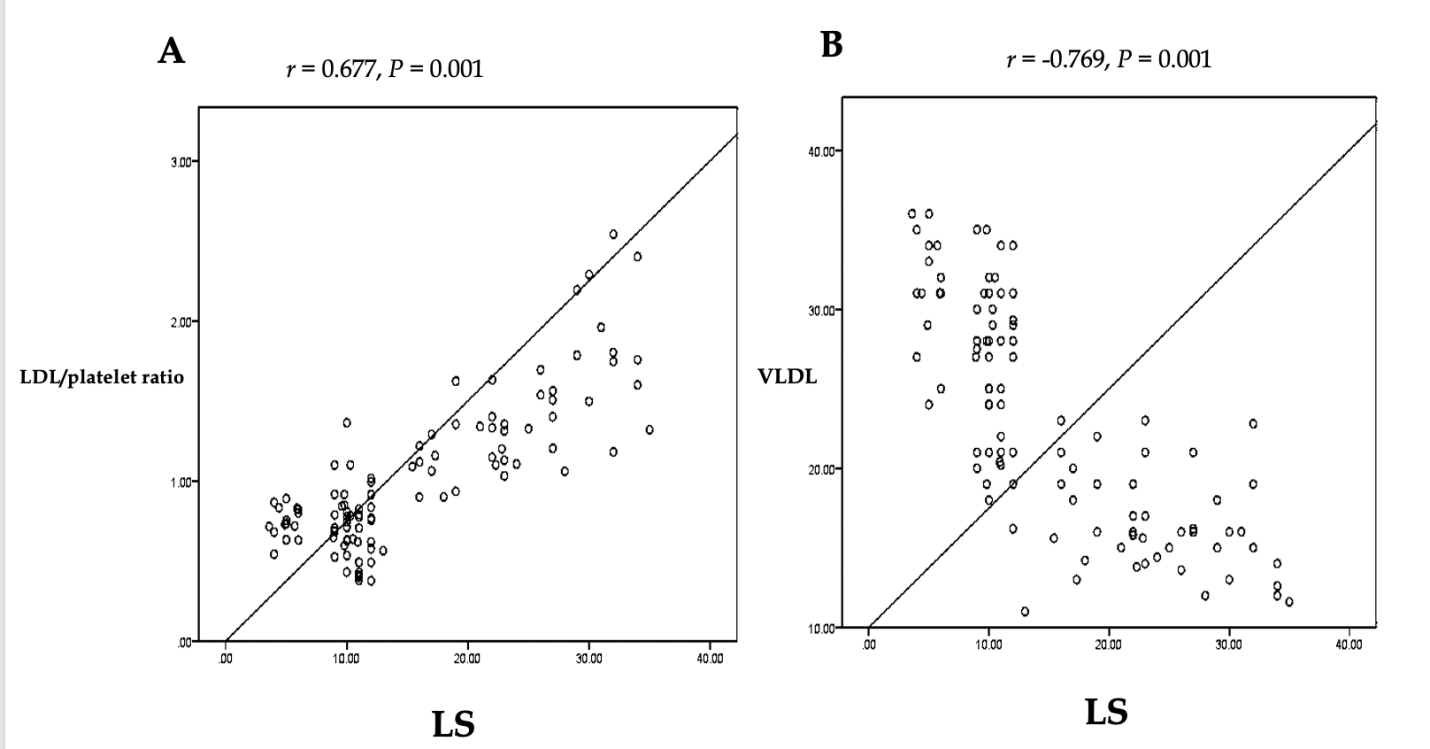 A
r = 0.677, P = 0.001
3.00
2.00
LDL/platelet ratio
1.00
.00
.00 10.00 20.00 30.00 40.00
LS
B
r = -0.769, P = 0.001
40.00
30.00
VLDL
20.00
10.00
.00 10.00 20.00 30.00 40.00
LS